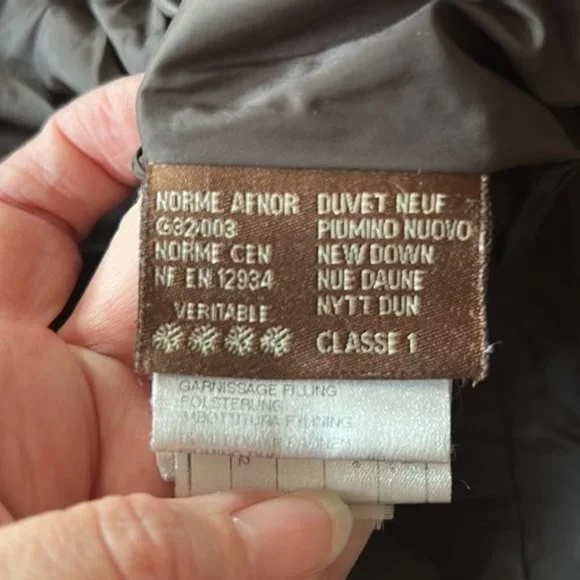 NORME AFNOR
G32/003
NORME CEN
NF EN 12934
VERITABLE
DUVET NEUF
PIUMINO NUOVO
NEW DOWN
NUE DAUNE
NYTT DUN
CLASSE 1
GARNISSAGE FILLING
POLSTERUNG
IMBOTTITURA FYLLNING